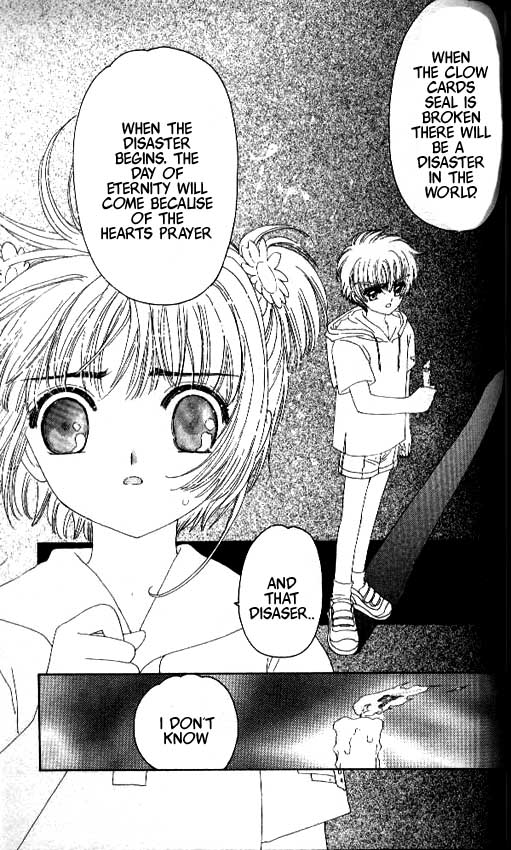 WHEN
THE CLOW
CARDS
SEAL IS
BROKEN
THERE WILL
BE A
DISASTER
IN THE
WORLD.
WHEN THE
DISASTER
BEGINS. THE
DAY OF
ETERNITY WILL
COME BECALISE
OF THE
HEARTS PRAYER
AND
THAT
DISASER..
I DON'T
KNOW